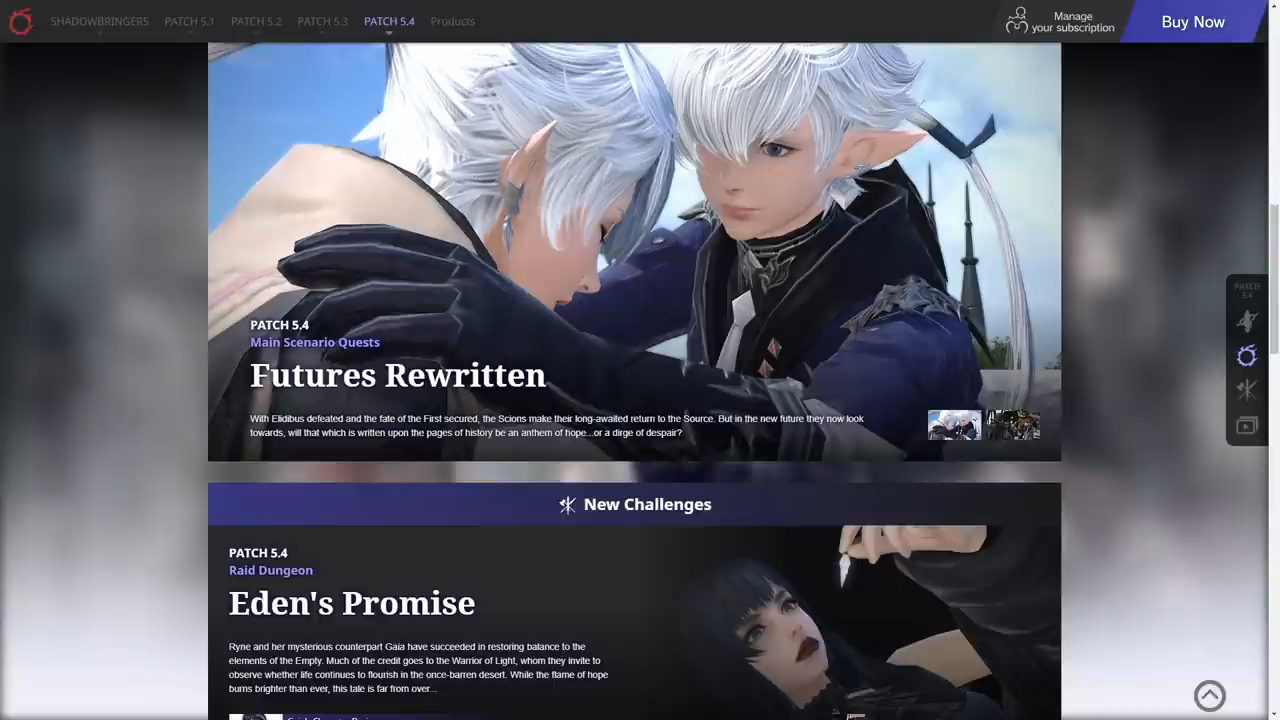 SHADOWBRINGERS PATCH 5.1 PATCH 5.2 PATCH 5.3 PATCH 5.4 Products
Manage
your subscription
Buy Now
PATCH
5.4
PATCH 5.4
Main Scenario Quests
Futures Rewritten
With Elidibus defeated and the fate of the First secured, the Scions make their long-awaited return to the Source. But in the new future they now look
towards, will that which is written upon the pages of history be an anthem of hope...or a dirge of despair?
New Challenges
PATCH 5.4
Raid Dungeon
Eden's Promise
Ryne and her mysterious counterpart Gaia have succeeded in restoring balance to the
elements of the Empty. Much of the credit goes to the Warrior of Light, whom they invite to
observe whether life continues to flourish in the once-barren desert. While the flame of hope
burns brighter than ever, this tale is far from over...